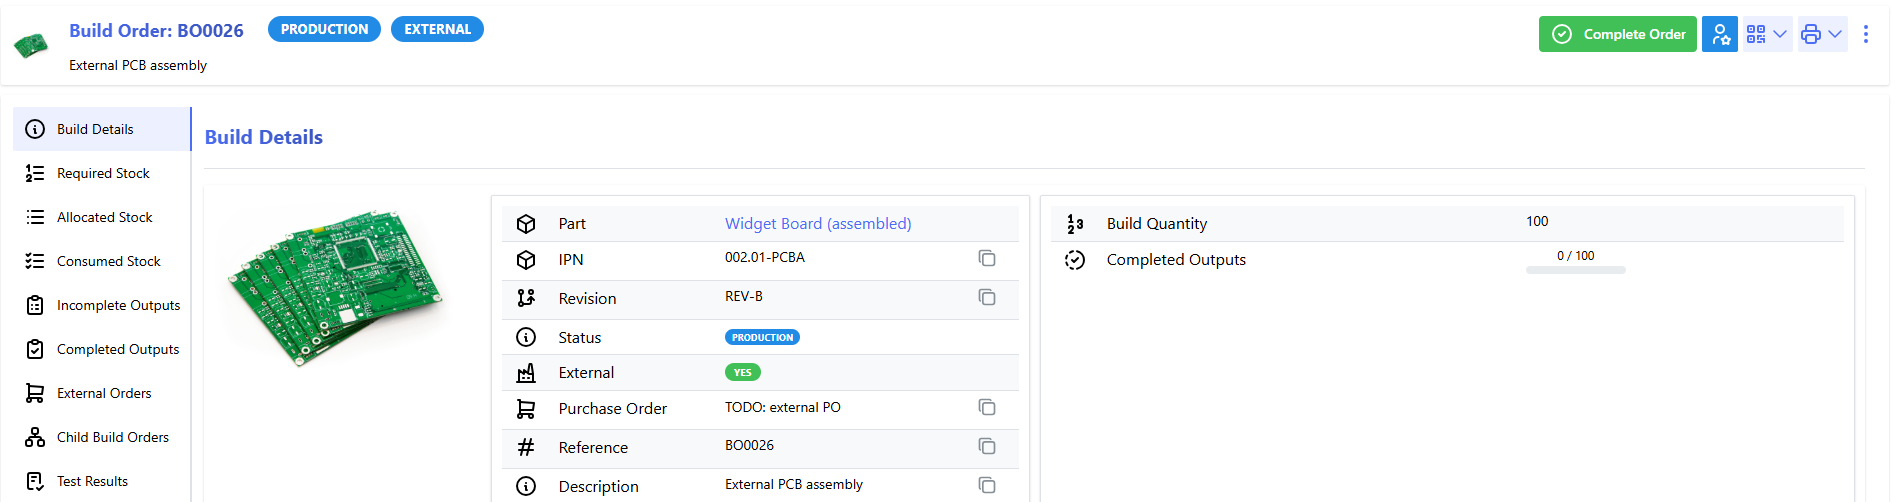 Build Order: BO0026 PRODUCTION EXTERNAL
Complete Order
External PCB assembly
Build Details
Required Stock
Allocated Stock
Consumed Stock
Incomplete Outputs
Completed Outputs
External Orders
Child Build Orders
Test Results
Build Details
Part Widget Board (assembled)
IPN 002.01-PCBA
Revision REV-B
Status PRODUCTION
External YES
Purchase Order TODO: external PO
Reference BO0026
Description External PCB assembly
Build Quantity 100
Completed Outputs 0 / 100